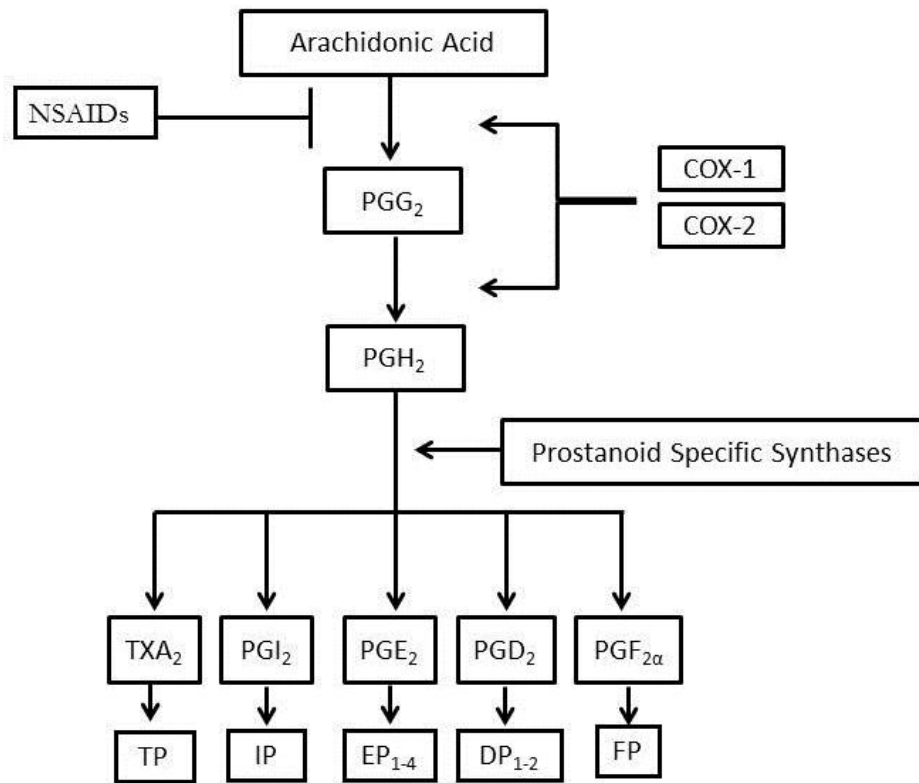 Arachidonic Acid
NSAIDs
COX-1
PGG₂
COX-2
PGH₂
Prostanoid Specific Synthases
TXA₂
PGI₂
PGE₂
PGD₂
PGF₂α
TP
IP
EP₁₋₄
DP₁₋₂
FP